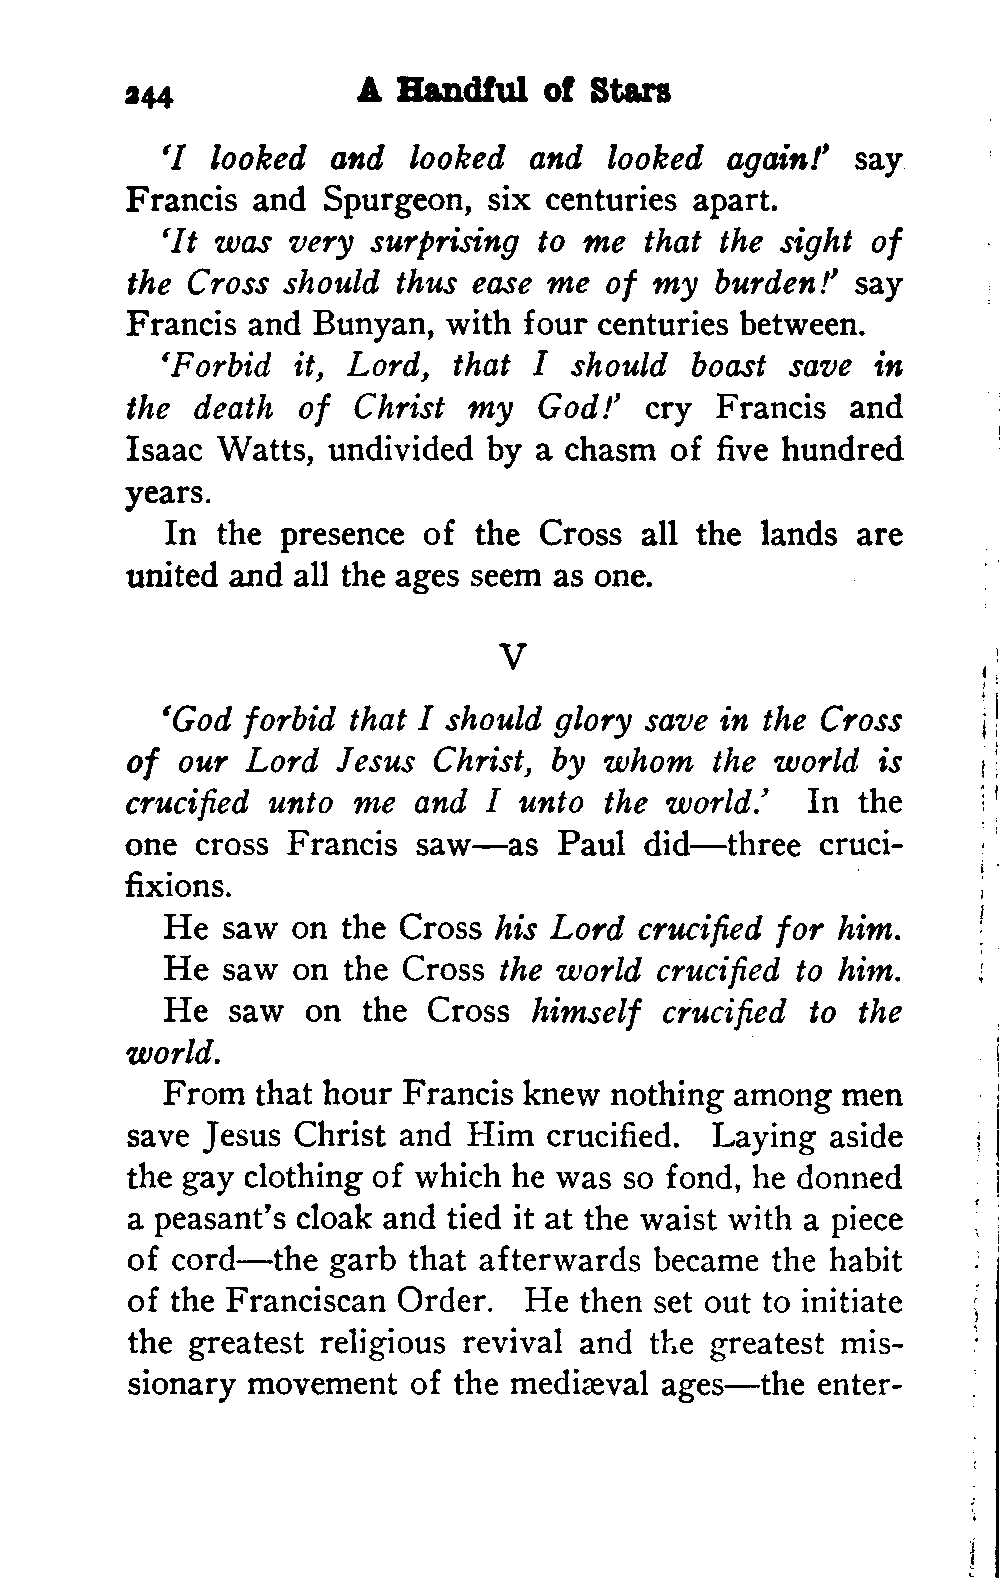 244 A Handful of Stars
‘I looked and looked and looked again!’ say
Francis and Spurgeon, six centuries apart.
‘It was very surprising to me that the sight of
the Cross should thus ease me of my burden!’ say
Francis and Bunyan, with four centuries between.
‘Forbid it, Lord, that I should boast save in
the death of Christ my God!’ cry Francis and
Isaac Watts, undivided by a chasm of five hundred
years.
In the presence of the Cross all the lands are
united and all the ages seem as one.
V
‘God forbid that I should glory save in the Cross
of our Lord Jesus Christ, by whom the world is
crucified unto me and I unto the world.’ In the
one cross Francis saw—as Paul did—three cruci-
fixions.
He saw on the Cross his Lord crucified for him.
He saw on the Cross the world crucified to him.
He saw on the Cross himself crucified to the
world.
From that hour Francis knew nothing among men
save Jesus Christ and Him crucified. Laying aside
the gay clothing of which he was so fond, he donned
a peasant’s cloak and tied it at the waist with a piece
of cord—the garb that afterwards became the habit
of the Franciscan Order. He then set out to initiate
the greatest religious revival and the greatest mis-
sionary movement of the mediæval ages—the enter-